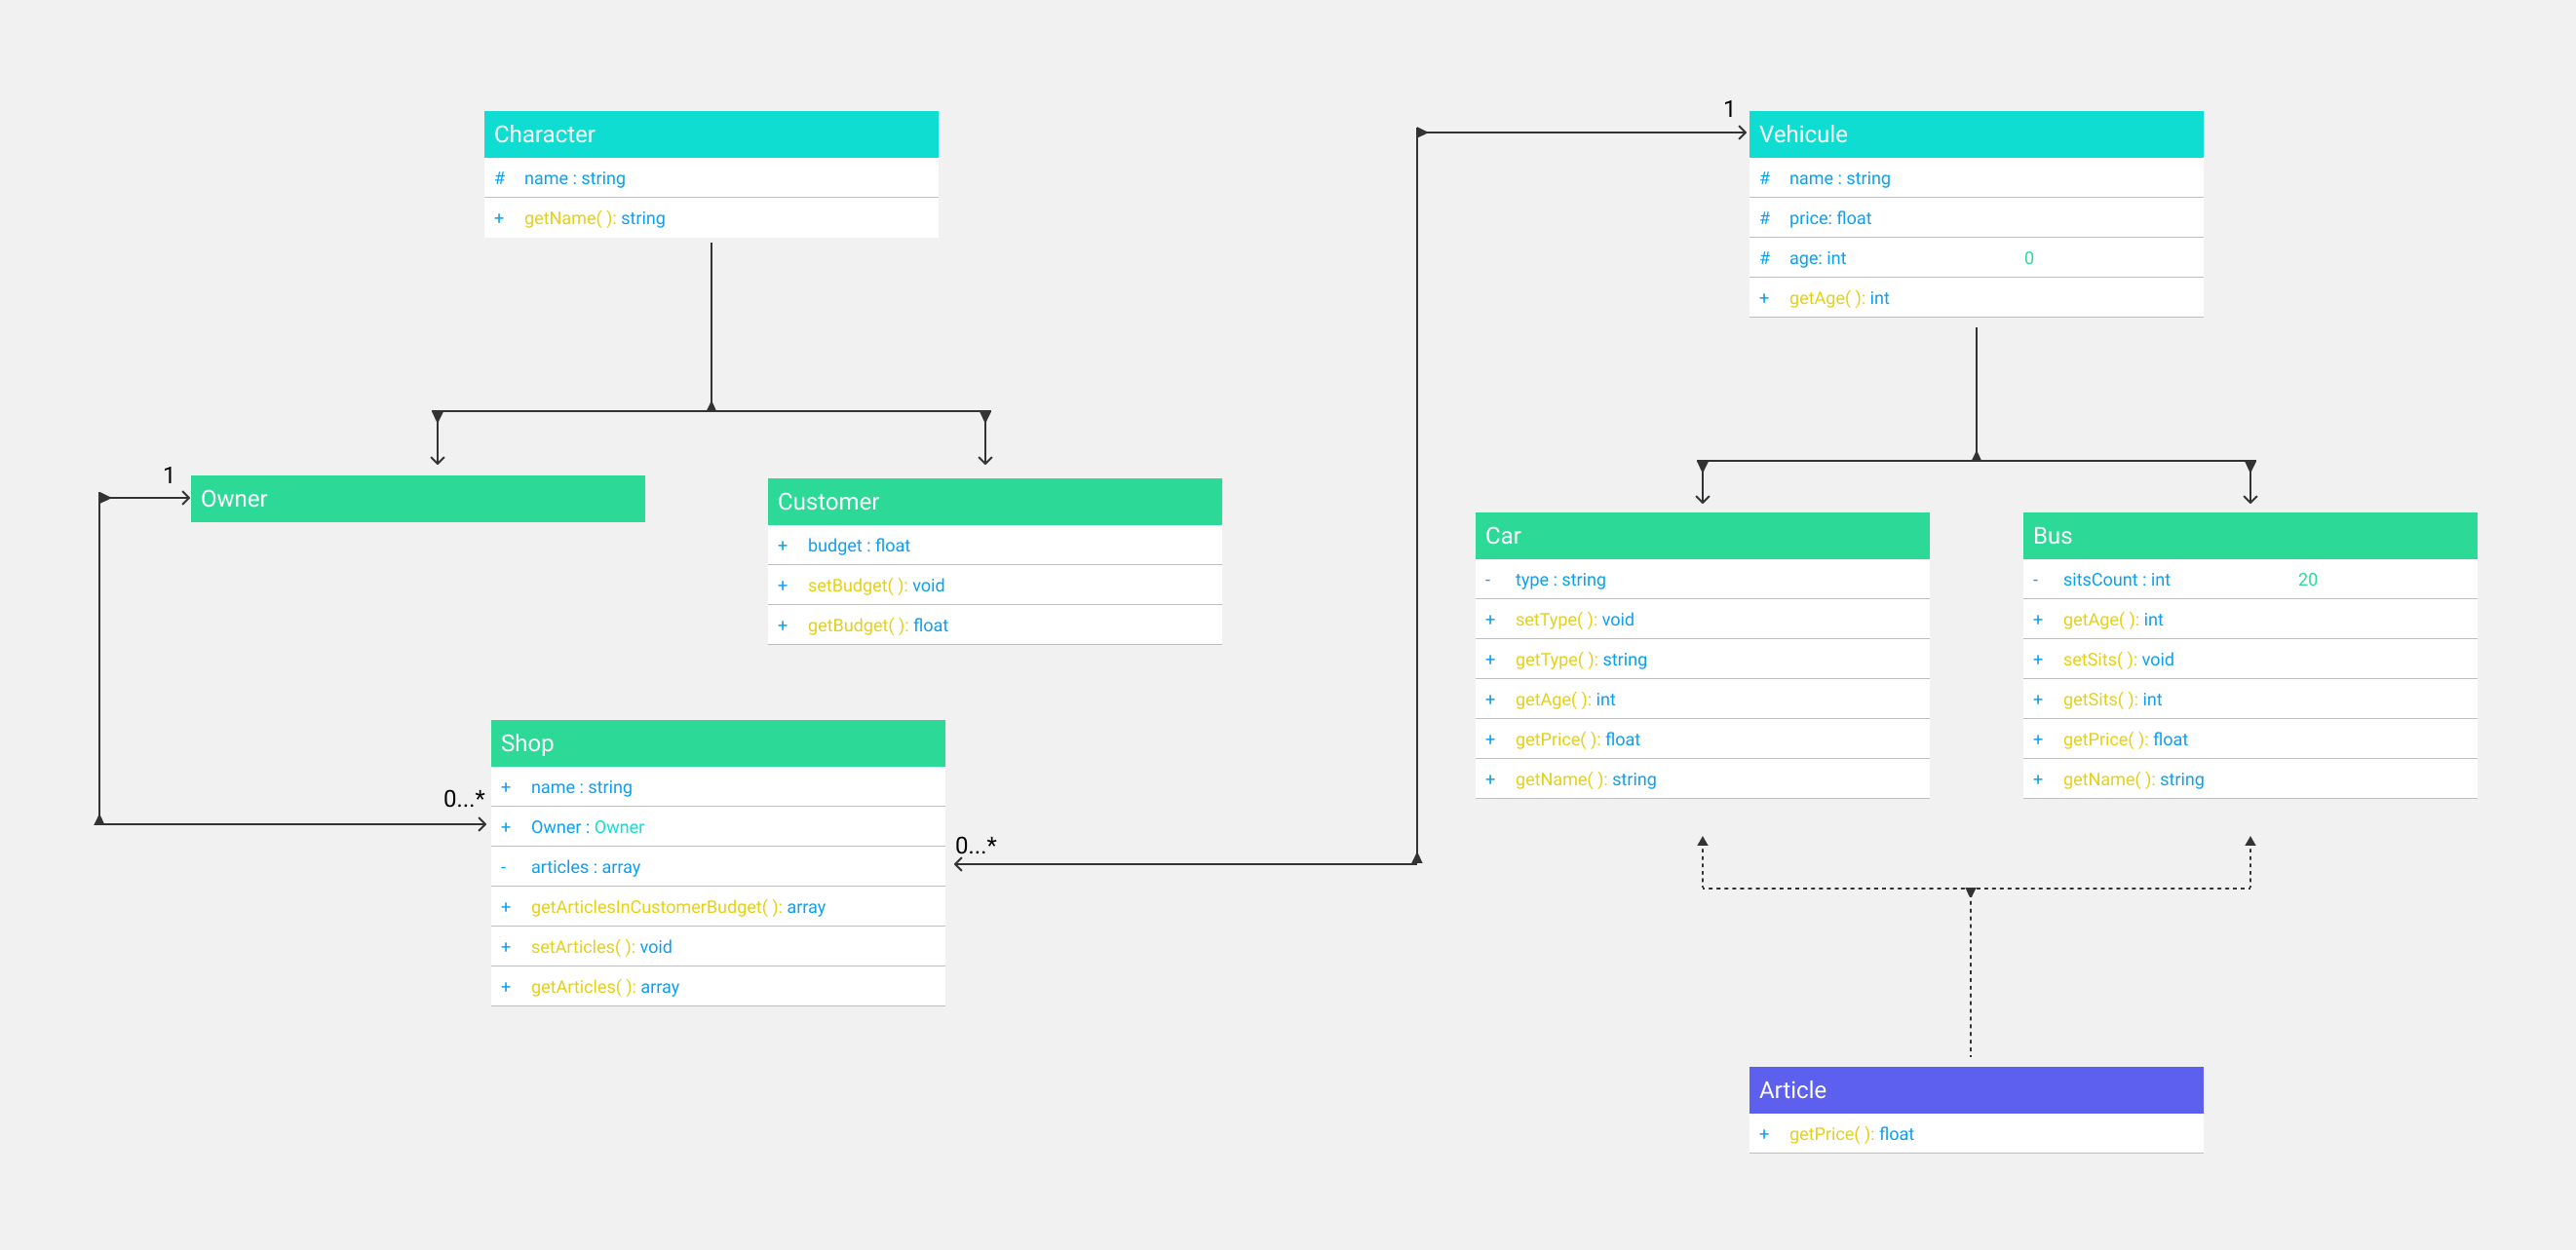 Character
# name : string
+ getName( ): string
1
Vehicule
# name : string
# price: float
# age: int 0
+ getAge( ): int
1
Owner
Customer
+ budget : float
+ setBudget( ): void
+ getBudget( ): float
Car
- type : string
+ setType( ): void
+ getType( ): string
+ getAge( ): int
+ getPrice( ): float
+ getName( ): string
Bus
- sitsCount : int 20
+ getAge( ): int
+ setSits( ): void
+ getSits( ): int
+ getPrice( ): float
+ getName( ): string
0...*
Shop
+ name : string
+ Owner : Owner
- articles : array
+ getArticlesInCustomerBudget( ): array
+ setArticles( ): void
+ getArticles( ): array
0...*
Article
+ getPrice( ): float